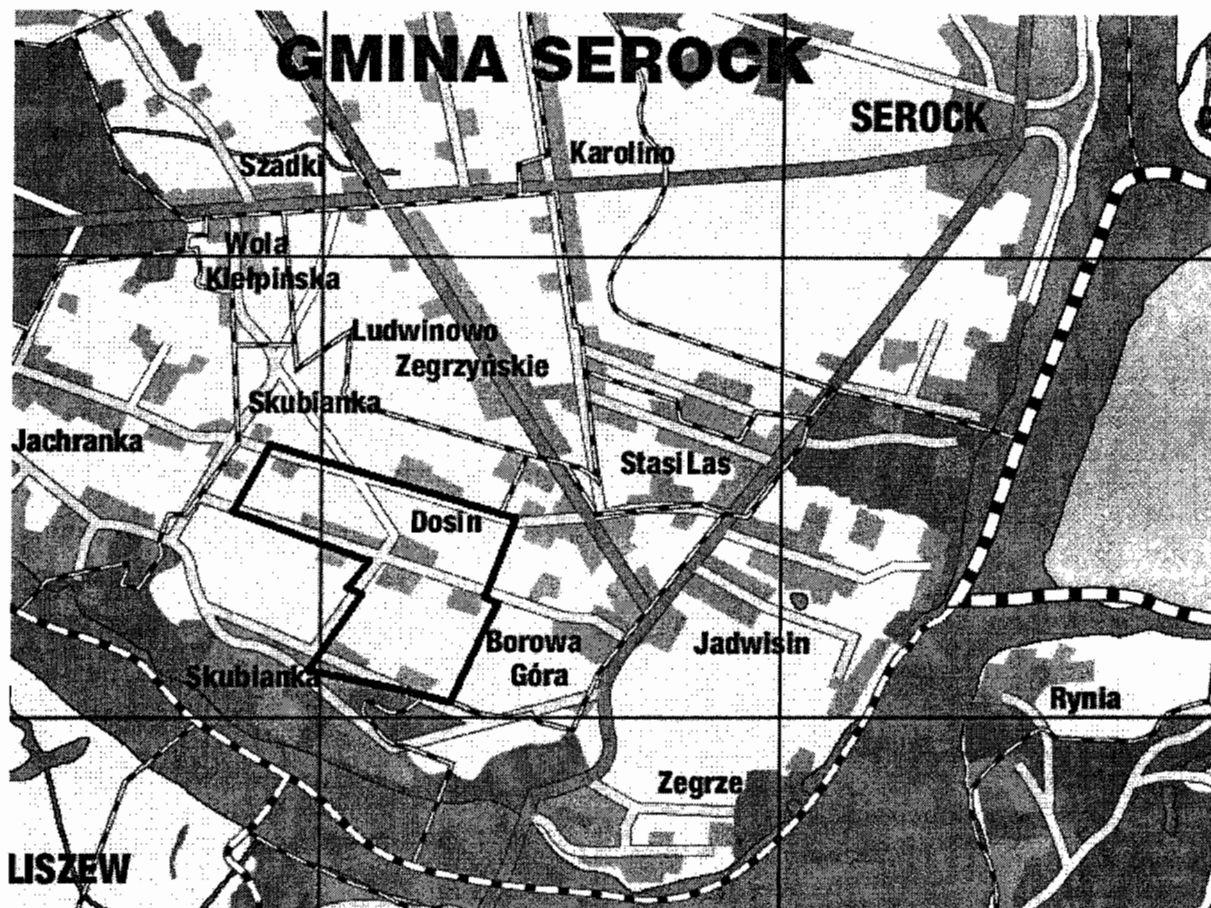 GMINA SEROCK
SEROCK
Karolino
Szadki
Wola
Kiełpińska
Ludwinowo
Zegrzyńskie
Skubianka
Jachranka
Stasi Las
Dosin
Borowa
Góra
Jadwisin
Skubianka
Rynia
Zegrze
LISZEW